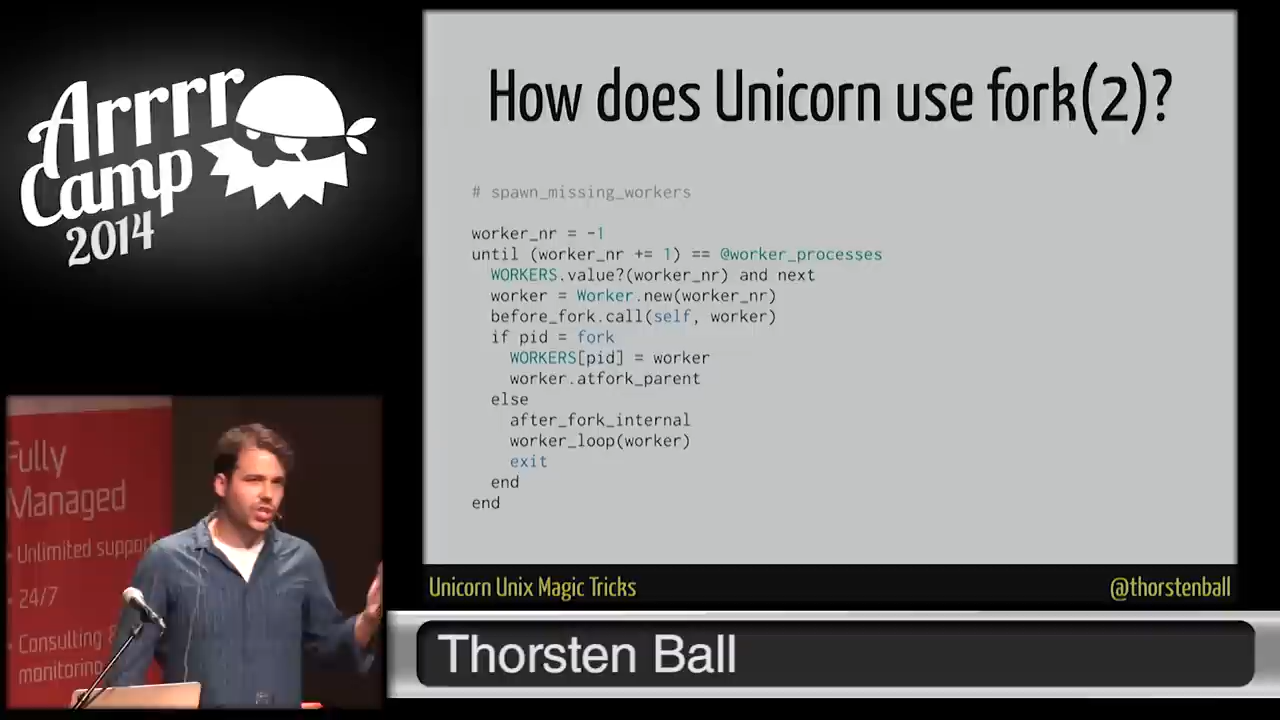 Arrrr
Camp
2014
How does Unicorn use fork(2)?
# spawn_missing_workers
worker_nr = -1
until (worker_nr += 1) == @worker_processes
WORKERS.value?(worker_nr) and next
worker = Worker.new(worker_nr)
before_fork.call(self, worker)
if pid = fork
WORKERS[pid] = worker
worker.atfork_parent
else
after_fork_internal
worker_loop(worker)
exit
end
end
Unicorn Unix Magic Tricks
@thorstenball
Fully
Managed
• Unlimited support
• 24/7
• Consulting &
monitoring
Thorsten Ball